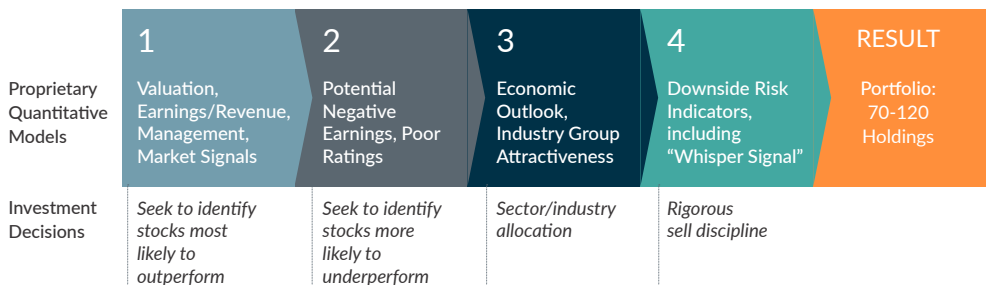 1
2
3
4
RESULT
Proprietary
Quantitative
Models
Valuation,
Earnings/Revenue,
Management,
Market Signals
Potential
Negative
Earnings, Poor
Ratings
Economic
Outlook,
Industry Group
Attractiveness
Downside Risk
Indicators,
including
“Whisper Signal”
Portfolio:
70-120
Holdings
Investment
Decisions
Seek to identify
stocks most
likely to
outperform
Seek to identify
stocks more
likely to
underperform
Sector/industry
allocation
Rigorous
sell discipline